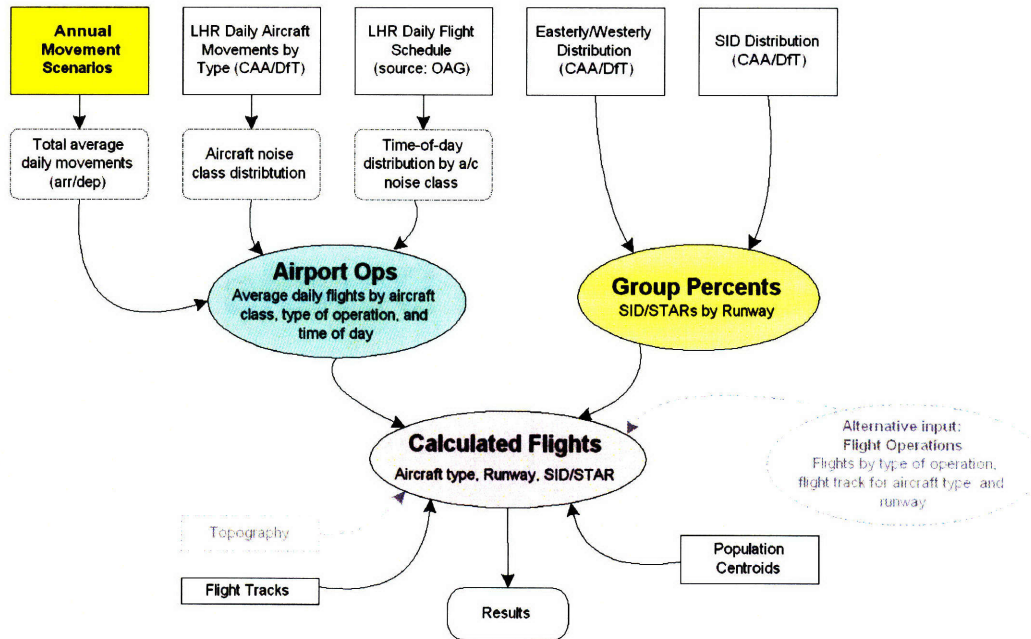 Annual
Movement
Scenarios
LHR Daily Aircraft
Movements by
Type (CAA/DfT)
LHR Daily Flight
Schedule
(source: OAG)
Easterly/Westerly
Distribution
(CAA/DfT)
SID Distribution
(CAA/DfT)
Total average
daily movements
(arr/dep)
Aircraft noise
class distribtution
Time-of-day
distribution by a/c
noise class
Airport Ops
Average daily flights by aircraft
class, type of operation, and
time of day
Group Percents
SID/STARs by Runway
Calculated Flights
Aircraft type, Runway, SID/STAR
Alternative input:
Flight Operations
Flights by type of operation,
flight track for aircraft type and
runway
Topography
Flight Tracks
Population
Centroids
Results